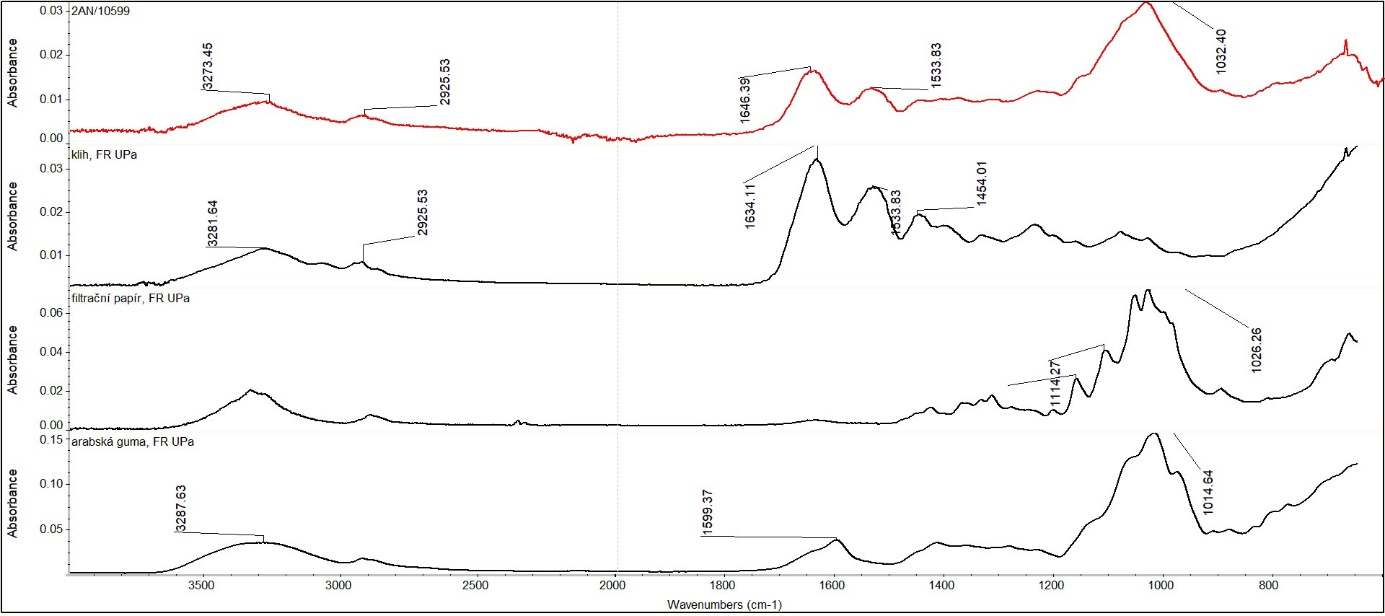 2AN/10599
Absorbance
0.03
0.02
0.01
0.00
3273.45
2925.53
1646.39
1533.83
1032.40
klih, FR UPa
Absorbance
0.03
0.02
0.01
3281.64
2925.53
1634.11
1533.83
1454.01
filtrační papír, FR UPa
Absorbance
0.06
0.04
0.02
0.00
1114.27
1026.26
arabská guma, FR UPa
Absorbance
0.15
0.10
0.05
3287.63
1599.37
1014.64
3500 3000 2500 2000 1800 1600 1400 1200 1000 800
Wavenumbers (cm-1)